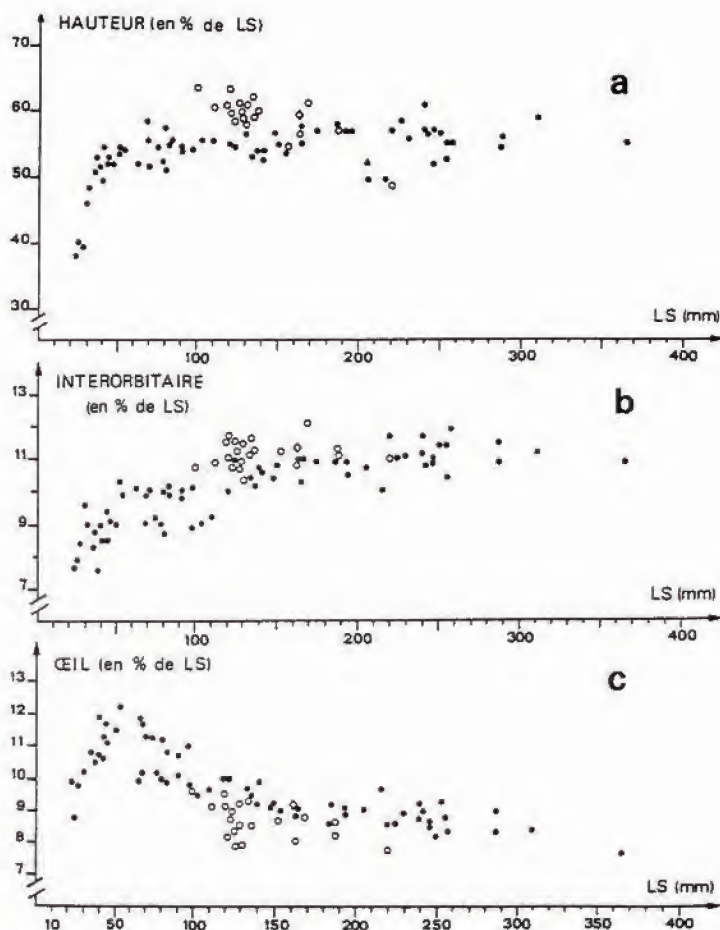 HAUTEUR (en % de LS)
a
70
60
50
40
30
LS (mm)
100 200 300 400
INTERORBITAIRE
(en % de LS)
b
13
11
9
7
LS (mm)
100 200 300 400
ŒIL (en % de LS)
c
13
12
11
10
9
8
7
LS (mm)
10 50 100 150 200 250 300 350 400